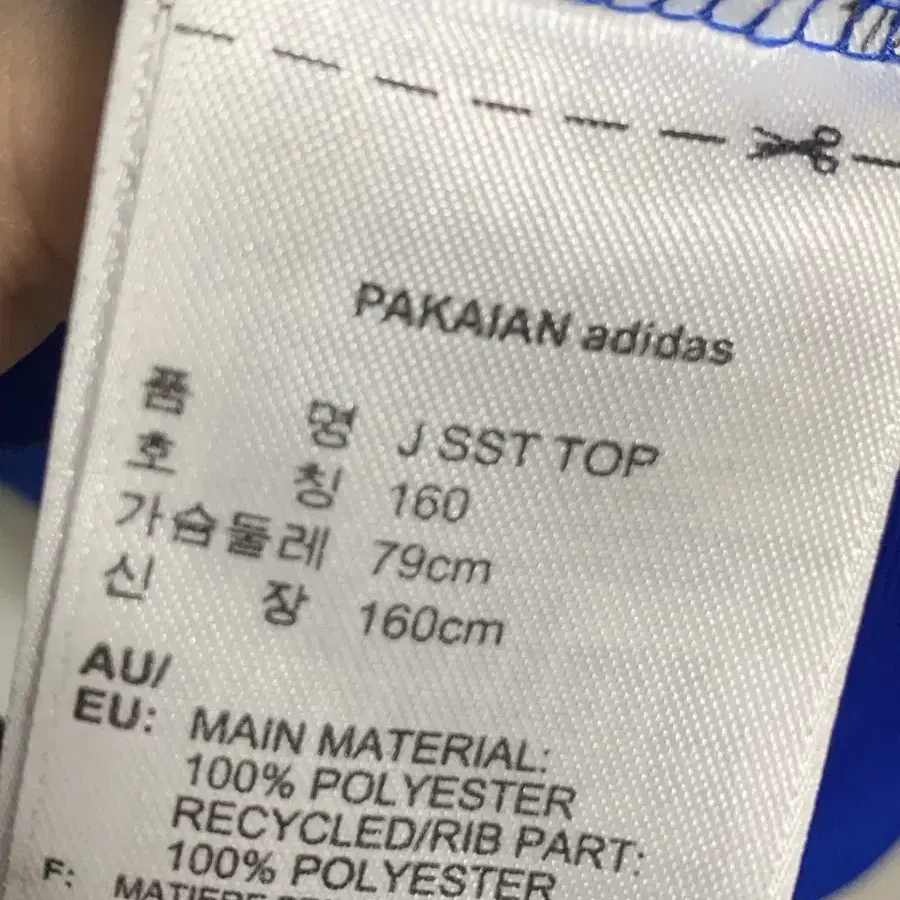 PAKAIAN adidas
품 명 J SST TOP
호 칭 160
가슴둘레 79cm
신 장 160cm
AU/
EU: MAIN MATERIAL:
100% POLYESTER
RECYCLED/RIB PART:
100% POLYESTER
F: MATIERE